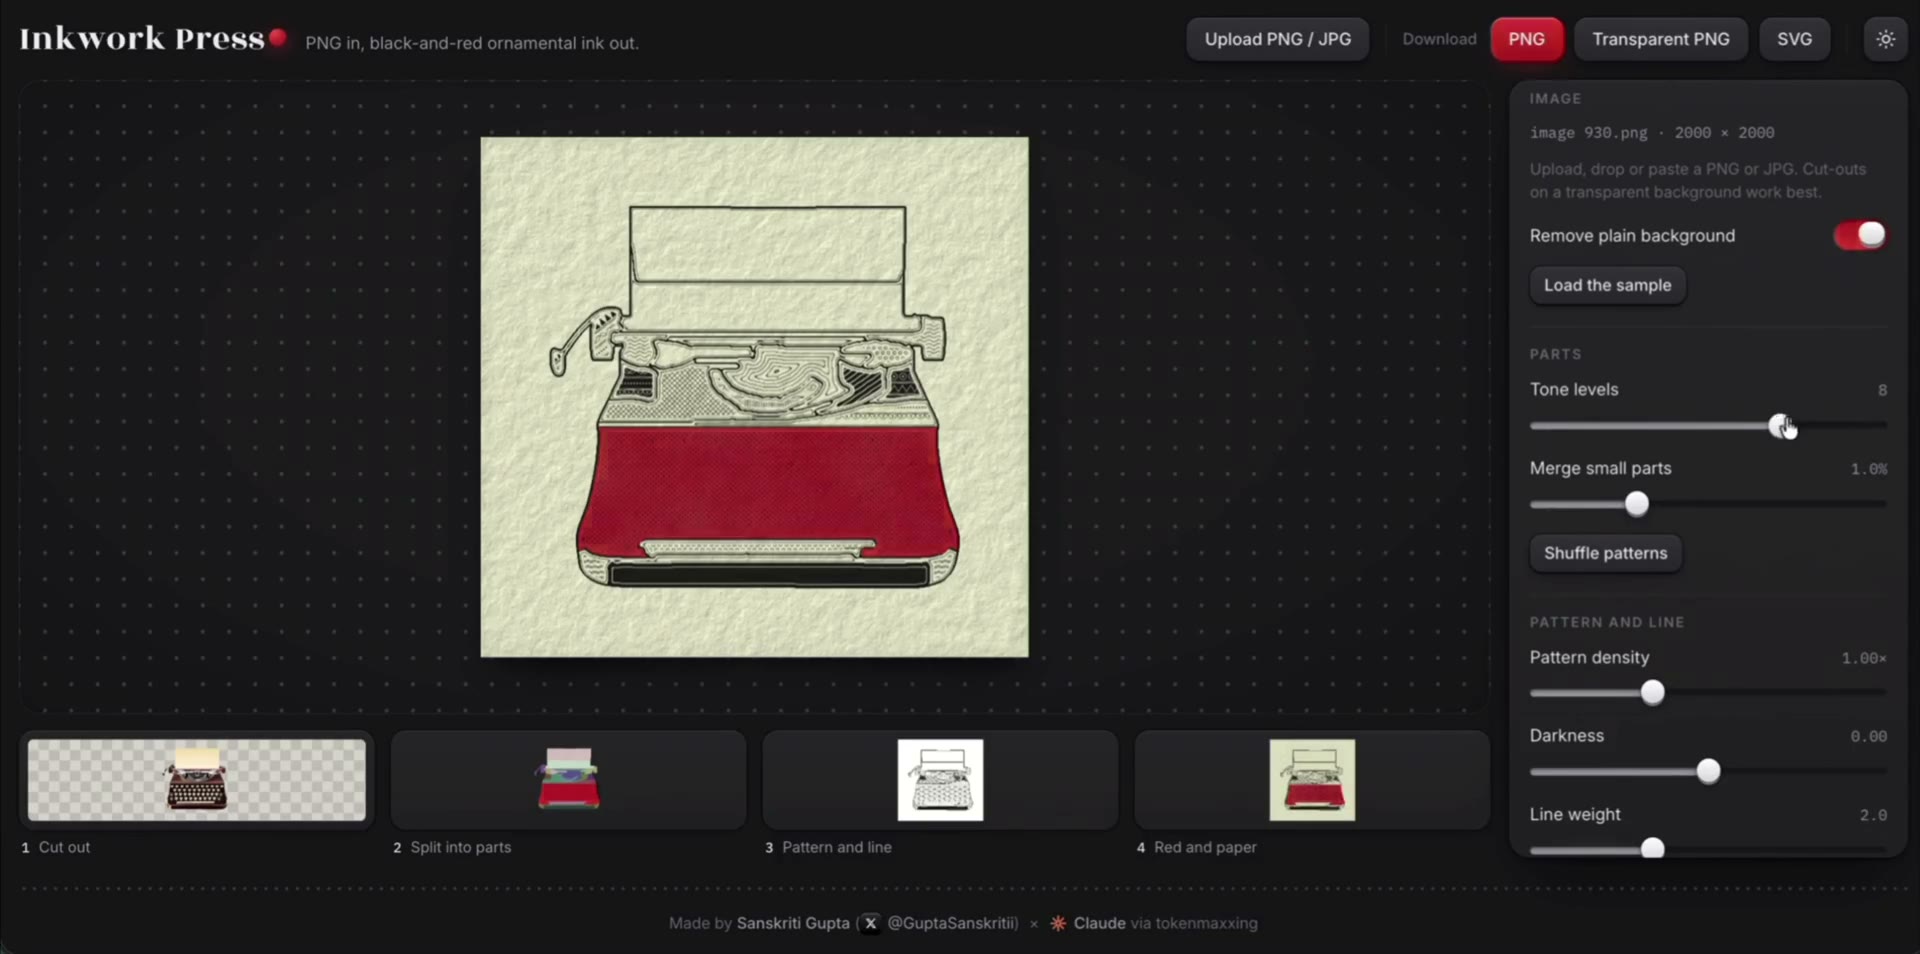 Inkwork Press
PNG in, black-and-red ornamental ink out.
Upload PNG / JPG
Download
PNG
Transparent PNG
SVG
IMAGE
image 930.png · 2000 × 2000
Upload, drop or paste a PNG or JPG. Cut-outs
on a transparent background work best.
Remove plain background
Load the sample
PARTS
Tone levels 8
Merge small parts 1.0%
Shuffle patterns
PATTERN AND LINE
Pattern density 1.00×
Darkness 0.00
Line weight 2.0
1 Cut out
2 Split into parts
3 Pattern and line
4 Red and paper
Made by Sanskriti Gupta (X @GuptaSanskritii) × Claude via tokenmaxxing